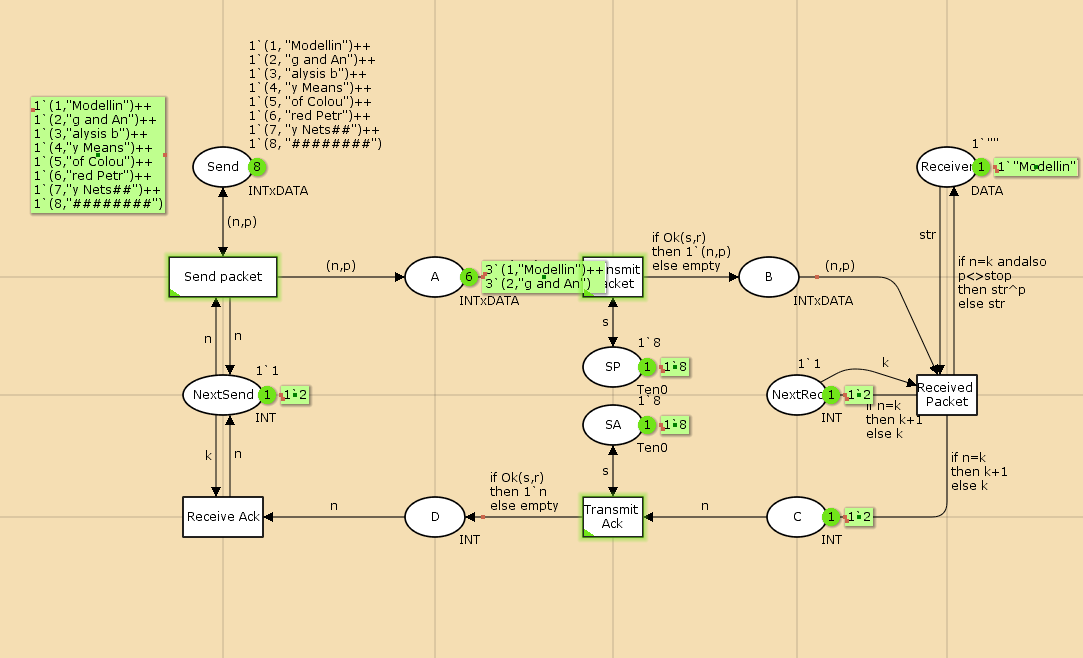 1`(1, "Modellin")++
1`(2, "g and An")++
1`(3, "alysis b")++
1`(4, "y Means")++
1`(5, "of Colou")++
1`(6, "red Petr")++
1`(7, "y Nets##")++
1`(8, "########")
1`(1,"Modellin")++
1`(2,"g and An")++
1`(3,"alysis b")++
1`(4,"y Means")++
1`(5,"of Colou")++
1`(6,"red Petr")++
1`(7,"y Nets##")++
1`(8,"########")
Send
8
INTxDATA
1`""
Receiver
1
1`"Modellin"
DATA
(n,p)
str
Send packet
(n,p)
A
6
3`(1,"Modellin")++
3`(2,"g and An")
INTxDATA
if Ok(s,r)
then 1`(n,p)
else empty
B
(n,p)
INTxDATA
if n=k andalso
p<>stop
then str^p
else str
n
n
s
1`8
SP
1
1`8
Ten0
1`1
NextSend
1
1`2
INT
1`1
k
NextRec
1
1`2
INT
if n=k
then k+1
else k
Received
Packet
1`8
SA
1
1`8
Ten0
k
n
s
if n=k
then k+1
else k
if Ok(s,r)
then 1`n
else empty
Receive Ack
n
D
INT
Transmit
Ack
n
C
1
1`2
INT